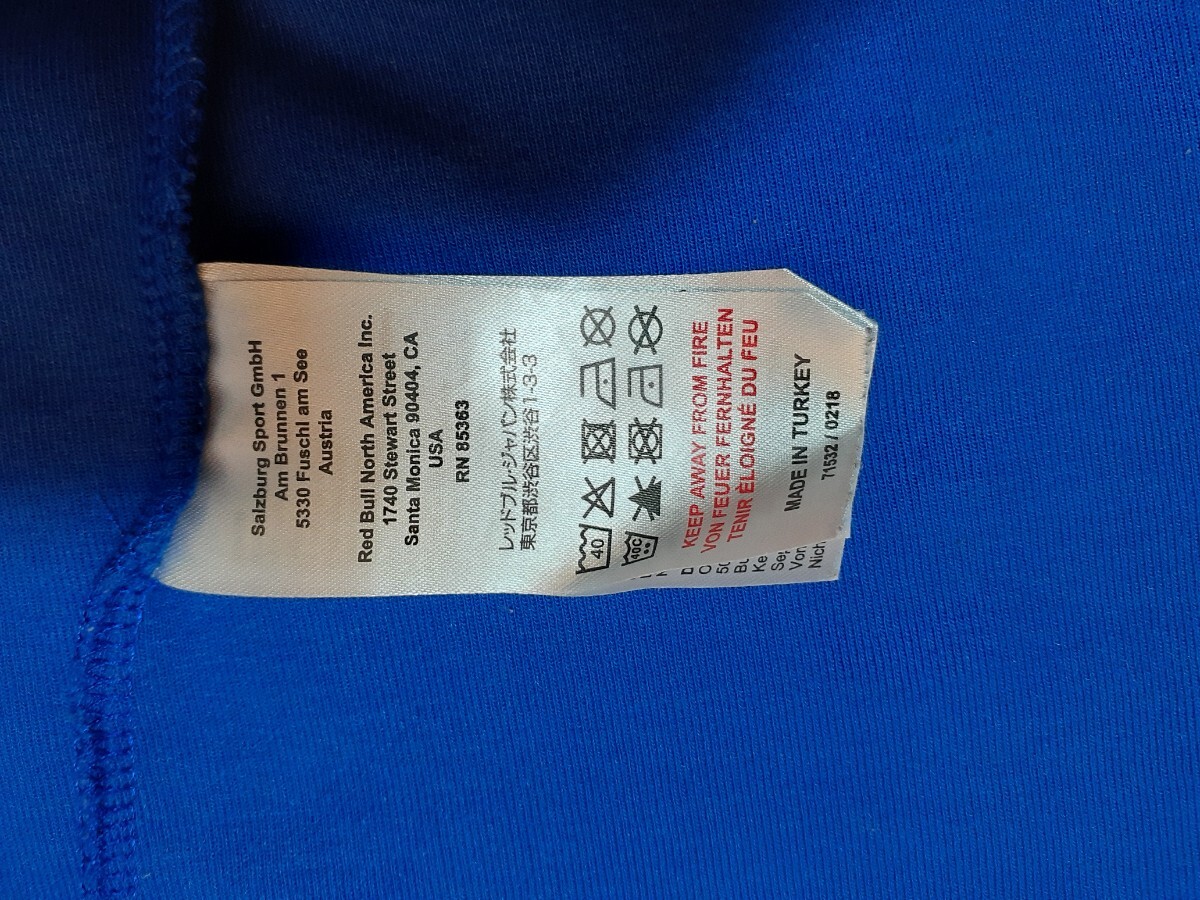 Salzburg Sport GmbH
Am Brunnen 1
5330 Fuschl am See
Austria
Red Bull North America Inc.
1740 Stewart Street
Santa Monica 90404, CA
USA
RN 85363
レッドブル・ジャパン株式会社
東京都渋谷区渋谷1-3-3
40
40C
KEEP AWAY FROM FIRE
VON FEUER FERNHALTEN
TENIR ÉLOIGNÉ DU FEU
MADE IN TURKEY
71532 / 0218